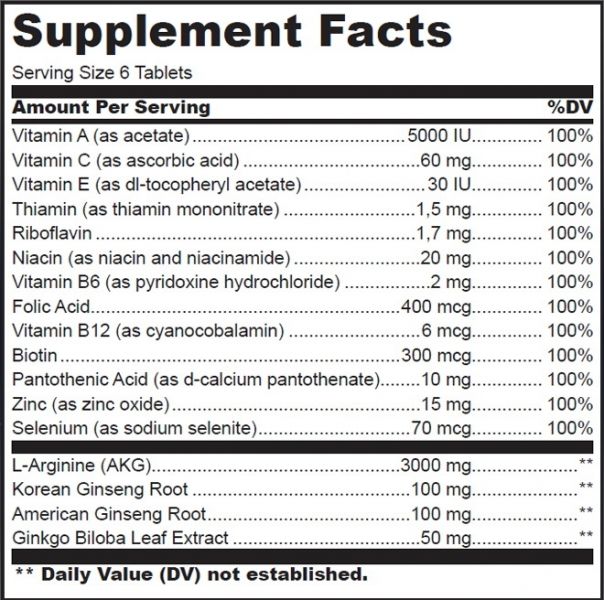 Supplement Facts
Serving Size 6 Tablets
Amount Per Serving %DV
Vitamin A (as acetate) 5000 IU 100%
Vitamin C (as ascorbic acid) 60 mg 100%
Vitamin E (as dl-tocopheryl acetate) 30 IU 100%
Thiamin (as thiamin mononitrate) 1,5 mg 100%
Riboflavin 1,7 mg 100%
Niacin (as niacin and niacinamide) 20 mg 100%
Vitamin B6 (as pyridoxine hydrochloride) 2 mg 100%
Folic Acid 400 mcg 100%
Vitamin B12 (as cyanocobalamin) 6 mcg 100%
Biotin 300 mcg 100%
Pantothenic Acid (as d-calcium pantothenate) 10 mg 100%
Zinc (as zinc oxide) 15 mg 100%
Selenium (as sodium selenite) 70 mcg 100%
L-Arginine (AKG) 3000 mg **
Korean Ginseng Root 100 mg **
American Ginseng Root 100 mg **
Ginkgo Biloba Leaf Extract 50 mg **
** Daily Value (DV) not established.